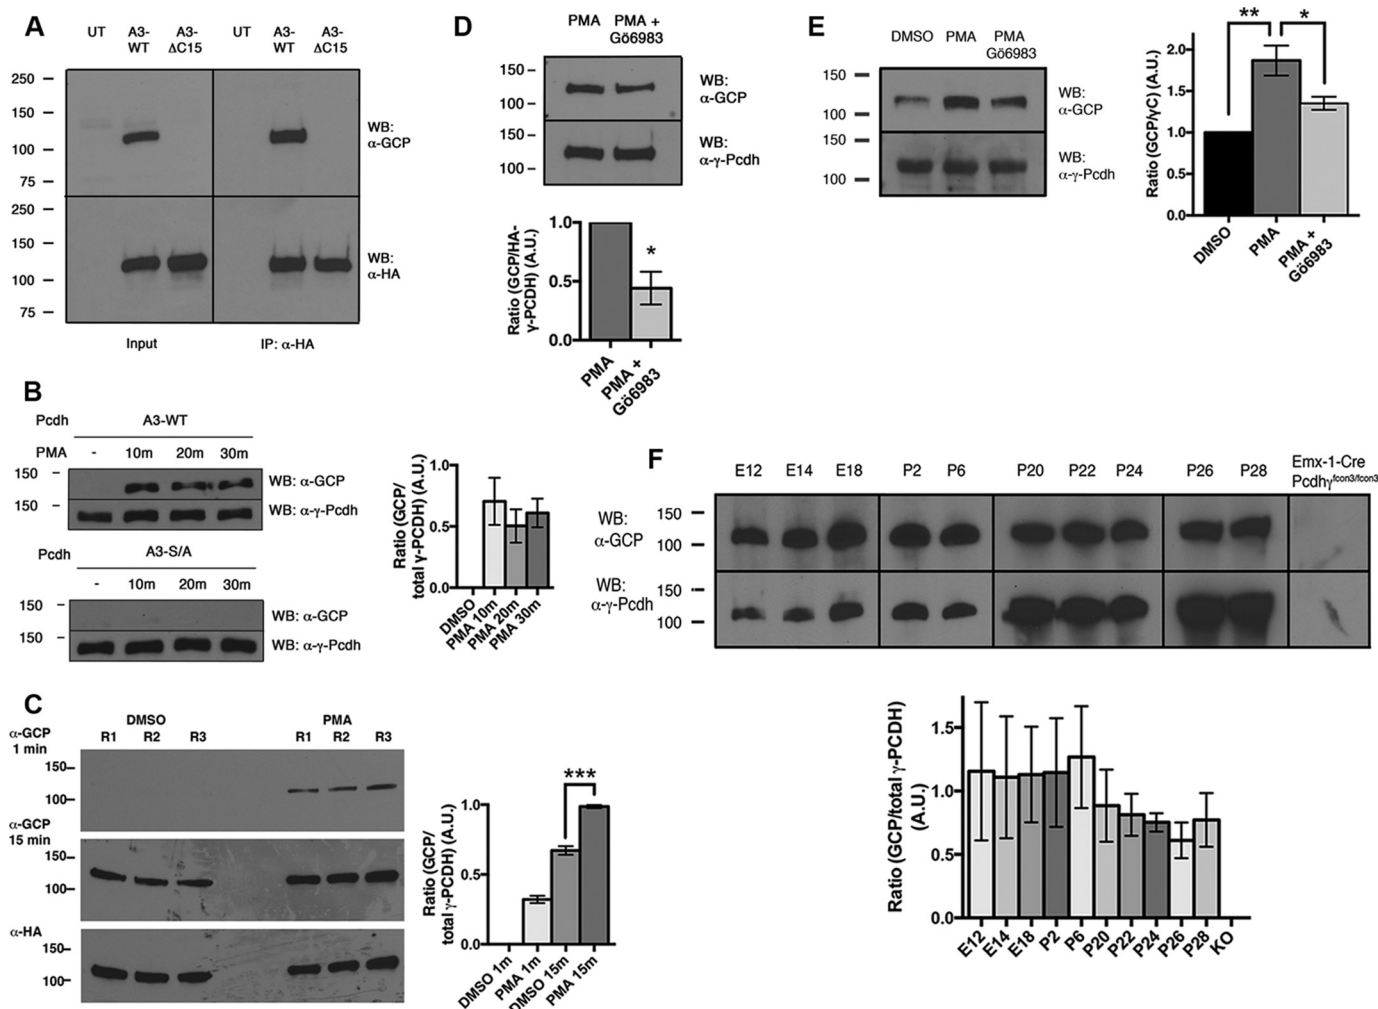 A
UT A3-WT A3-ΔC15 UT A3-WT A3-ΔC15
250
150
100
75
WB: α-GCP
250
150
100
75
WB: α-HA
Input IP: α-HA
B
Pcdh A3-WT
PMA - 10m 20m 30m
150 WB: α-GCP
150 WB: α-γ-Pcdh
Pcdh A3-S/A
- 10m 20m 30m
150 WB: α-GCP
150 WB: α-γ-Pcdh
Ratio (GCP/ total γ-PCDH) (A.U.)
1.0
0.5
0.0
DMSO
PMA 10m
PMA 20m
PMA 30m
C
DMSO PMA
R1 R2 R3 R1 R2 R3
α-GCP 1 min
150
100
α-GCP 15 min
150
100
α-HA
150
100
Ratio (GCP/ total γ-PCDH) (A.U.)
***
1.0
0.5
0.0
DMSO 1m
PMA 1m
DMSO 15m
PMA 15m
D
PMA PMA + Gö6983
150
100
WB: α-GCP
150
100
WB: α-γ-Pcdh
Ratio (GCP/HA-γ-PCDH) (A.U.)
1.0
0.5
0.0
*
PMA
PMA + Gö6983
E
DMSO PMA PMA Gö6983
150
100
WB: α-GCP
150
100
WB: α-γ-Pcdh
Ratio (GCP/γC) (A.U.)
** *
2.0
1.5
1.0
0.5
0.0
DMSO
PMA
PMA + Gö6983
F
E12 E14 E18 P2 P6 P20 P22 P24 P26 P28 Emx-1-Cre Pcdhγfcon3/fcon3
WB: α-GCP
150
100
WB: α-γ-Pcdh
150
100
Ratio (GCP/total γ-PCDH) (A.U.)
1.5
1.0
0.5
0.0
E12
E14
E18
P2
P6
P20
P22
P24
P26
P28
KO